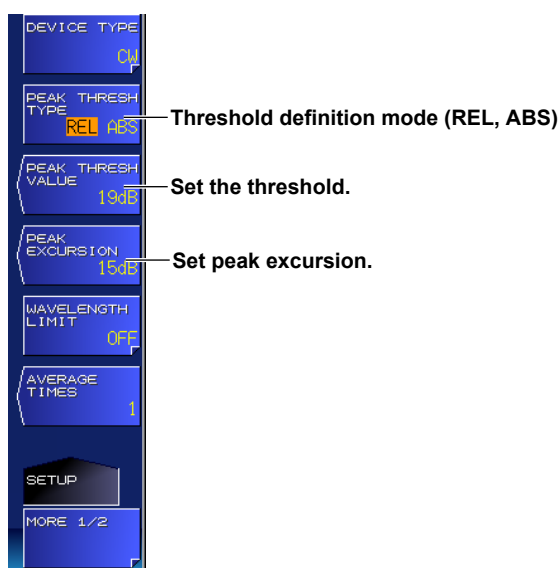 DEVICE TYPE
CW
PEAK THRESH
TYPE
REL ABS
Threshold definition mode (REL, ABS)
PEAK THRESH
VALUE
19dB
Set the threshold.
PEAK
EXCURSION
15dB
Set peak excursion.
WAVELENGTH
LIMIT
OFF
AVERAGE
TIMES
1
SETUP
MORE 1/2